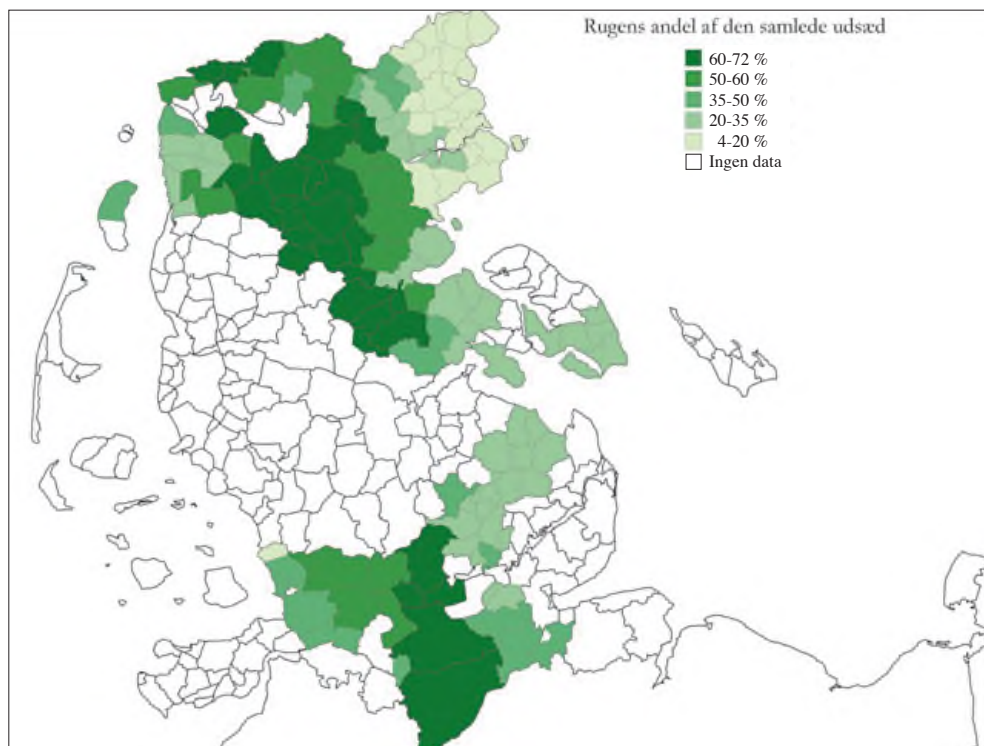 Rugens andel af den samlede udsæd
60-72 %
50-60 %
35-50 %
20-35 %
4-20 %
Ingen data